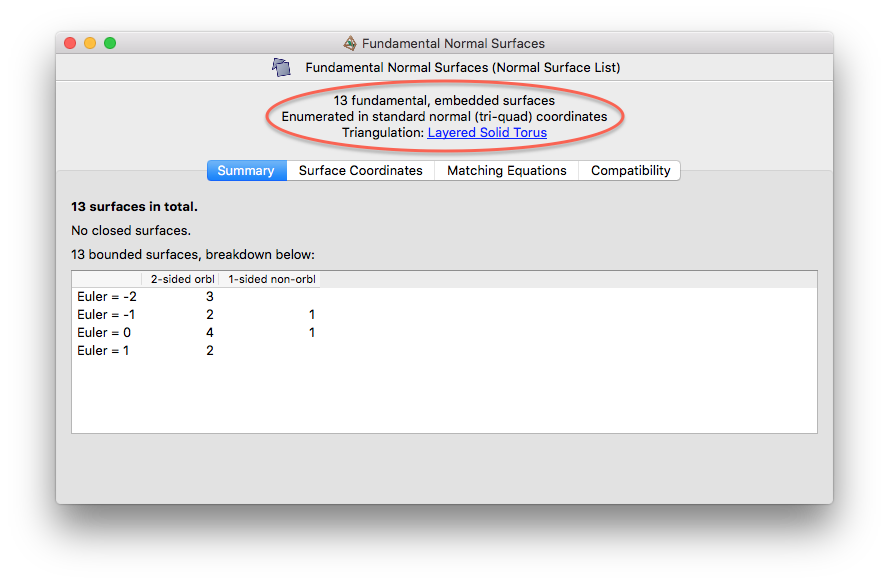 Fundamental Normal Surfaces
Fundamental Normal Surfaces (Normal Surface List)
13 fundamental, embedded surfaces
Enumerated in standard normal (tri-quad) coordinates
Triangulation: Layered Solid Torus
Summary Surface Coordinates Matching Equations Compatibility
13 surfaces in total.
No closed surfaces.
13 bounded surfaces, breakdown below:
2-sided orbl 1-sided non-orbl
Euler = -2 3
Euler = -1 2 1
Euler = 0 4 1
Euler = 1 2